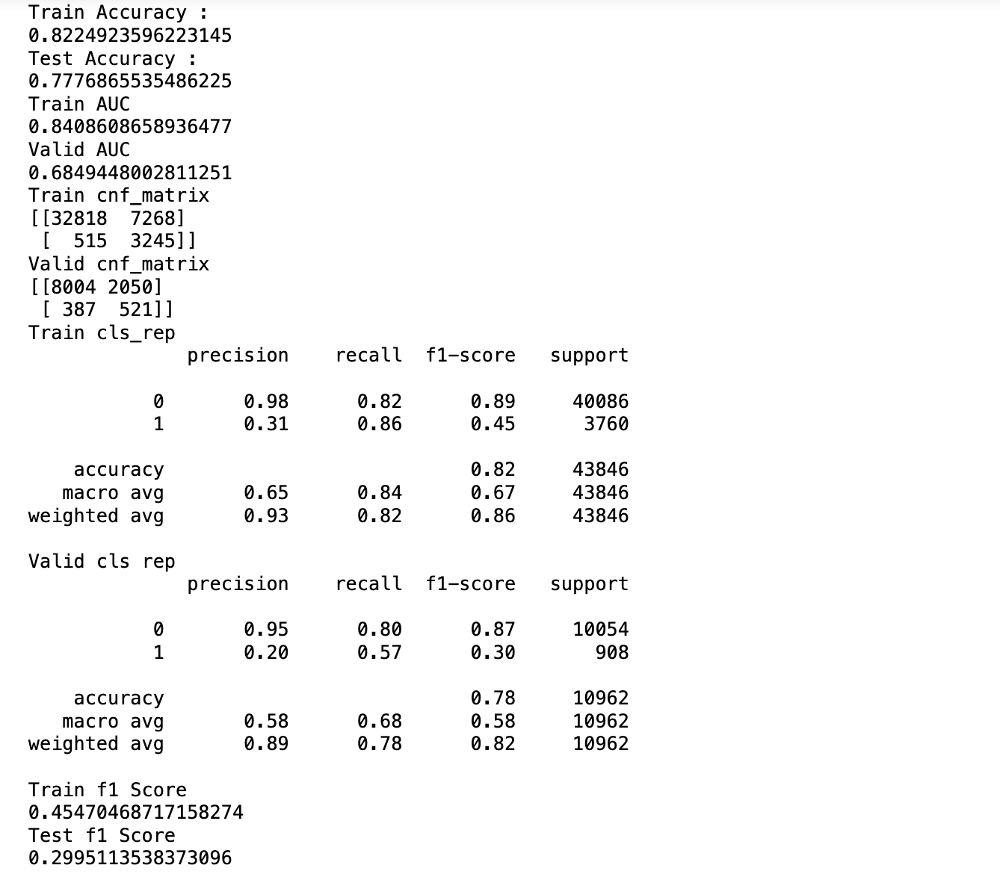 Train Accuracy :
0.8224923596223145
Test Accuracy :
0.7776865535486225
Train AUC
0.8408608658936477
Valid AUC
0.6849448002811251
Train cnf_matrix
[[32818  7268]
 [  515  3245]]
Valid cnf_matrix
[[8004 2050]
 [ 387  521]]
Train cls_rep
              precision    recall  f1-score   support

           0       0.98      0.82      0.89     40086
           1       0.31      0.86      0.45      3760

    accuracy                           0.82     43846
   macro avg       0.65      0.84      0.67     43846
weighted avg       0.93      0.82      0.86     43846

Valid cls rep
              precision    recall  f1-score   support

           0       0.95      0.80      0.87     10054
           1       0.20      0.57      0.30       908

    accuracy                           0.78     10962
   macro avg       0.58      0.68      0.58     10962
weighted avg       0.89      0.78      0.82     10962

Train f1 Score
0.45470468717158274
Test f1 Score
0.2995113538373096